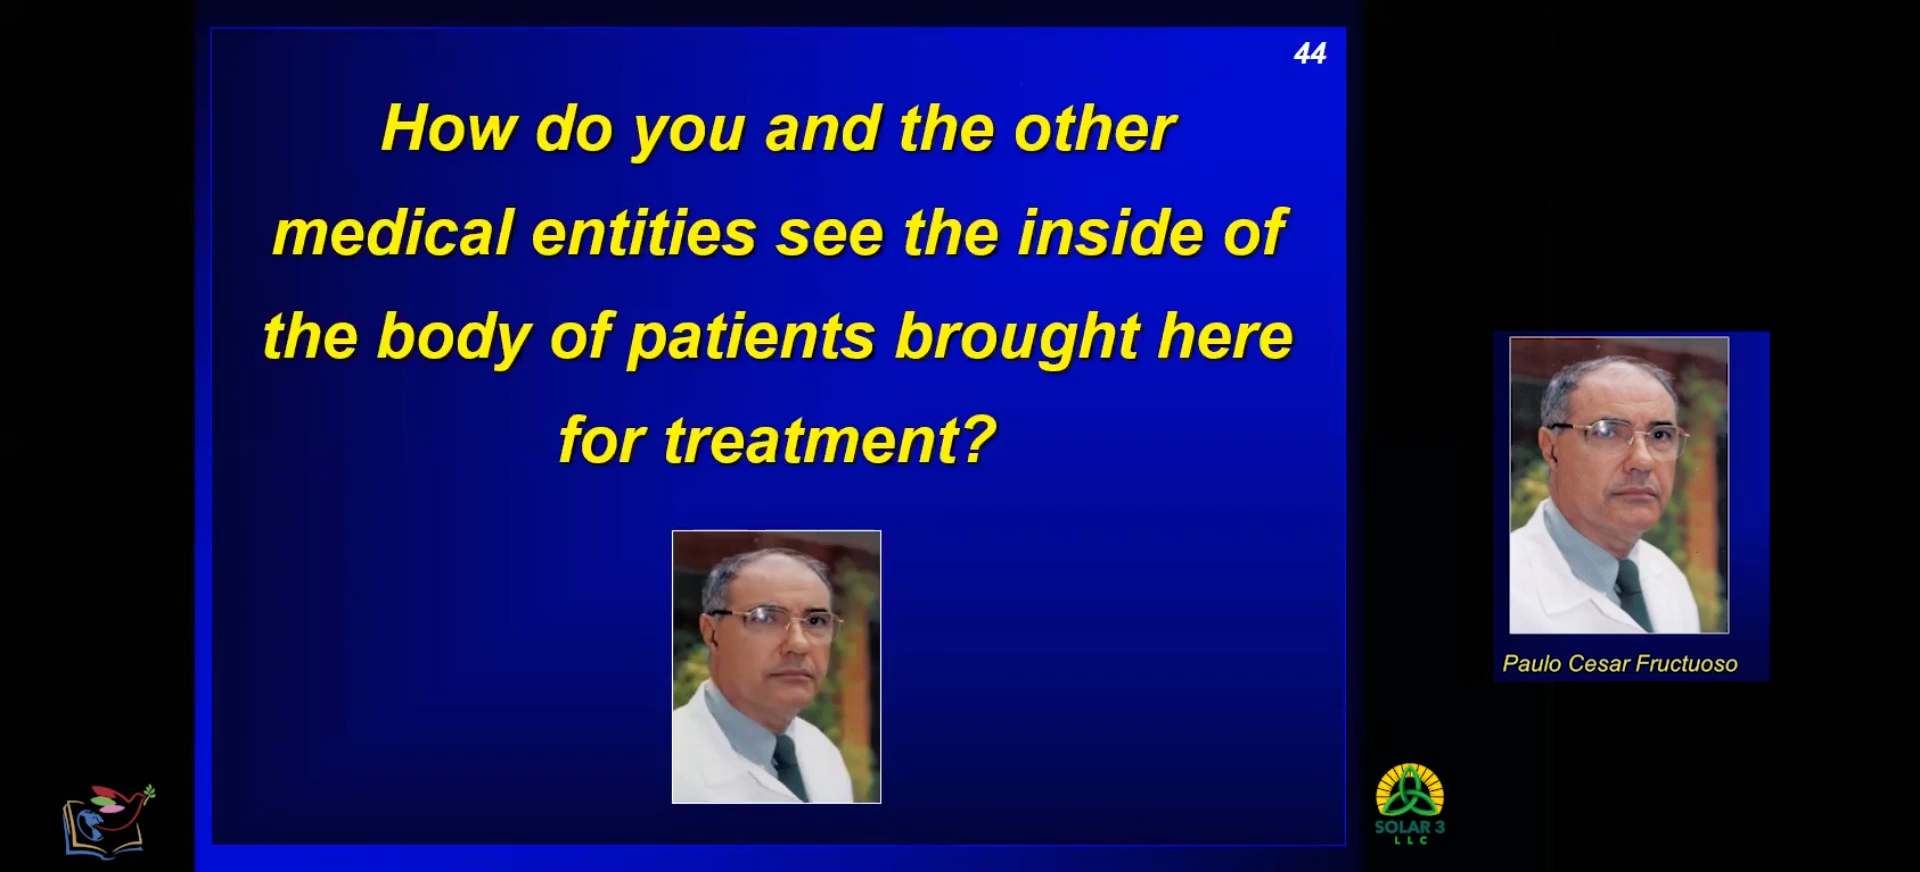 44
How do you and the other
medical entities see the inside of
the body of patients brought here
for treatment?
Paulo Cesar Fructuoso
SOLAR 3
LLC